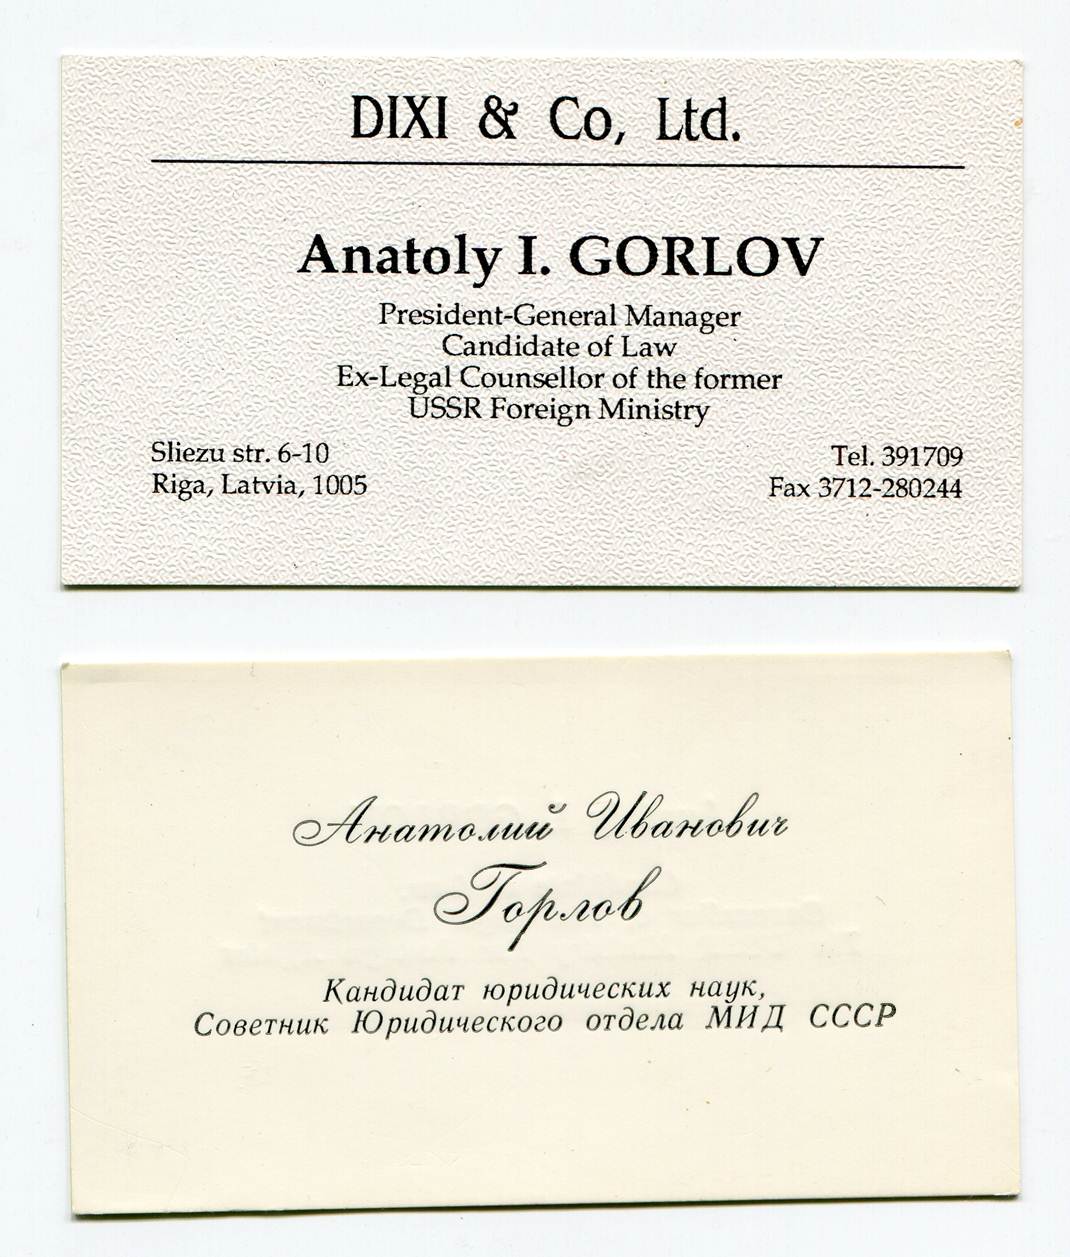 DIXI & Co, Ltd.
Anatoly I. GORLOV
President-General Manager
Candidate of Law
Ex-Legal Counsellor of the former
USSR Foreign Ministry
Sliezu str. 6-10
Riga, Latvia, 1005
Tel. 391709
Fax 3712-280244
Анатолий Иванович
Горлов
Кандидат юридических наук,
Советник Юридического отдела МИД СССР